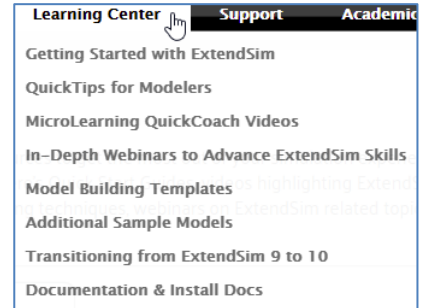 Learning Center Support Academic
Getting Started with ExtendSim
QuickTips for Modelers
MicroLearning QuickCoach Videos
In-Depth Webinars to Advance ExtendSim Skills
Model Building Templates
Additional Sample Models
Transitioning from ExtendSim 9 to 10
Documentation & Install Docs